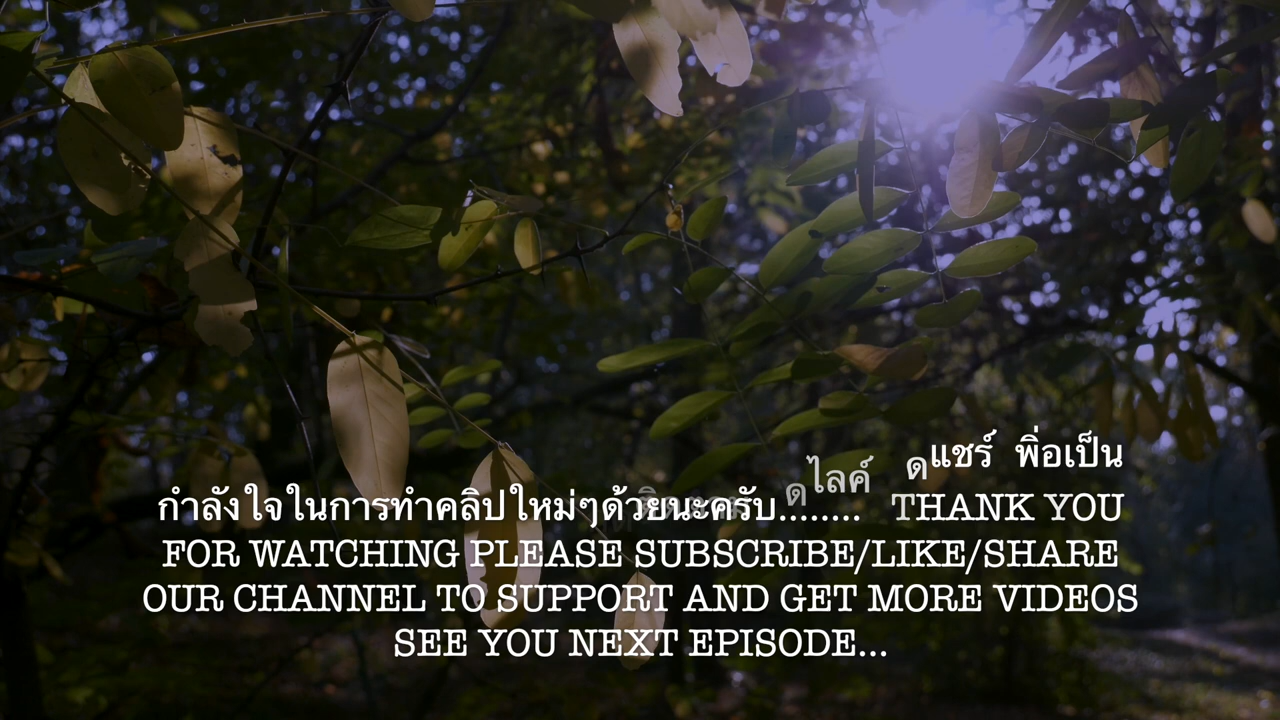 ดไลค์ ดแชร์ พิ่อเป็น
กำลังใจในการทำคลิปใหม่ๆด้วยนะครับ........ THANK YOU
FOR WATCHING PLEASE SUBSCRIBE/LIKE/SHARE
OUR CHANNEL TO SUPPORT AND GET MORE VIDEOS
SEE YOU NEXT EPISODE...